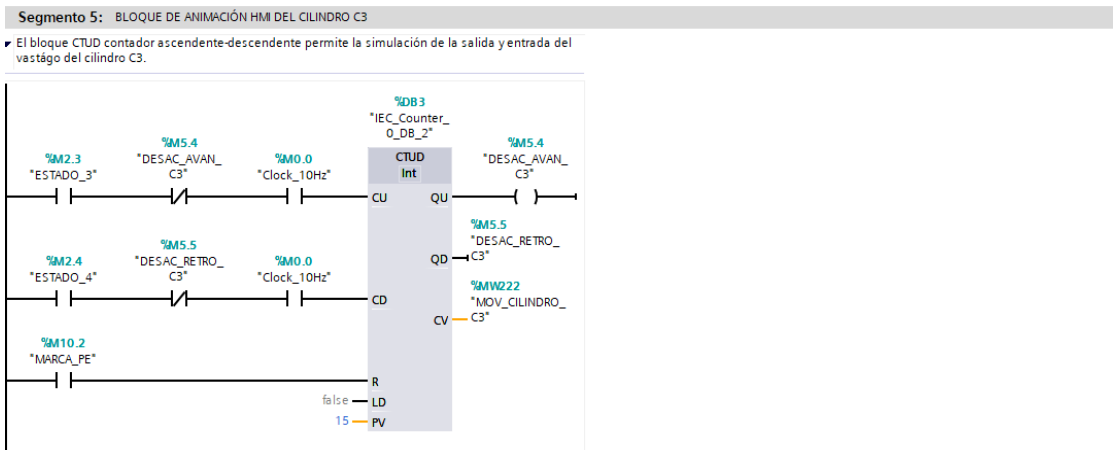 Segmento 5: BLOQUE DE ANIMACIÓN HMI DEL CILINDRO C3
El bloque CTUD contador ascendente-descendente permite la simulación de la salida y entrada del
vastágo del cilindro C3.
%DB3
"IEC_Counter_
0_DB_2"
CTUD
Int
%M2.3
"ESTADO_3"
%M5.4
"DESAC_AVAN_
C3"
%M0.0
"Clock_10Hz"
CU
QU
%M5.4
"DESAC_AVAN_
C3"
%M2.4
"ESTADO_4"
%M5.5
"DESAC_RETRO_
C3"
%M0.0
"Clock_10Hz"
CD
QD
%M5.5
"DESAC_RETRO_
C3"
CV
%MW222
"MOV_CILINDRO_
C3"
%M10.2
"MARCA_PE"
R
false
LD
15
PV